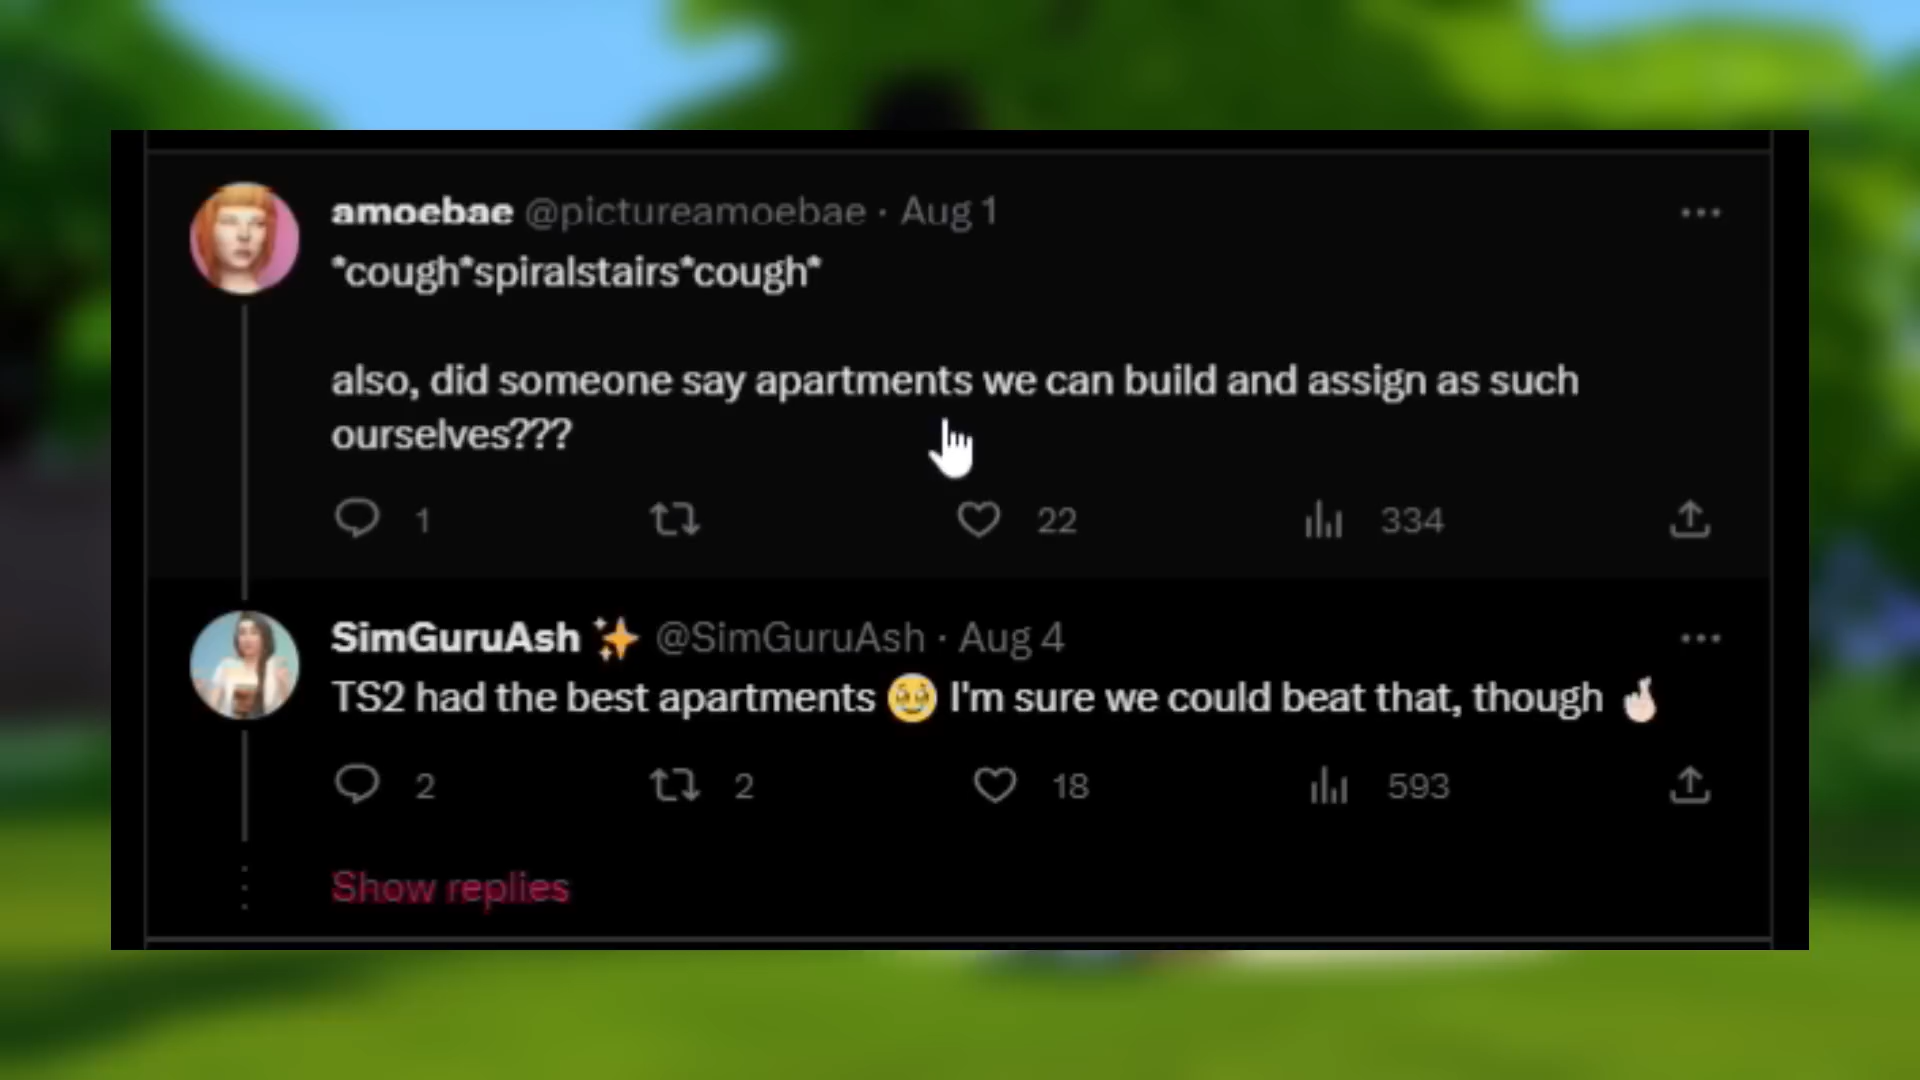 amoebae @pictureamoebae · Aug 1
*cough*spiralstairs*cough*
also, did someone say apartments we can build and assign as such
ourselves???
1 22 334
SimGuruAsh ✨ @SimGuruAsh · Aug 4
TS2 had the best apartments 🥹 I'm sure we could beat that, though 🤞🏻
2 2 18 593
Show replies